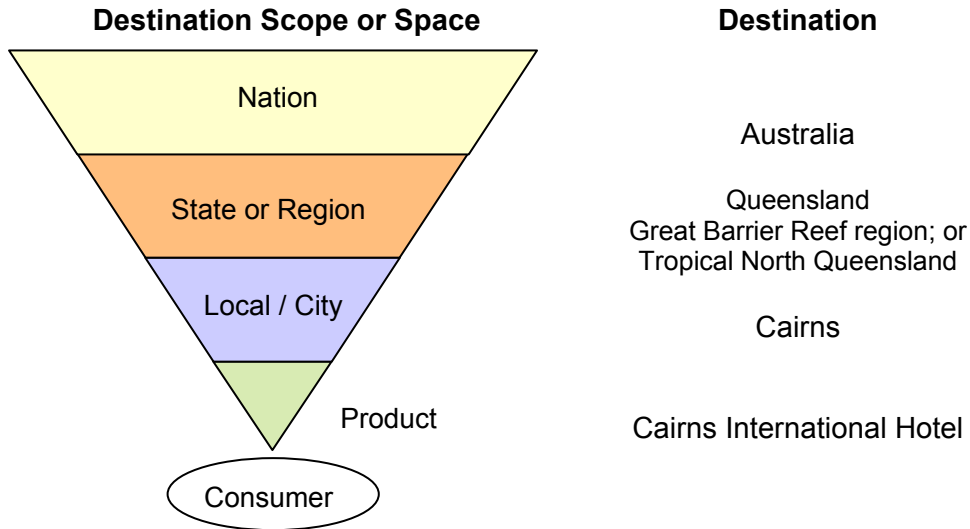 Destination Scope or Space
Destination
Nation
Australia
State or Region
Queensland
Great Barrier Reef region; or
Tropical North Queensland
Local / City
Cairns
Product
Cairns International Hotel
Consumer